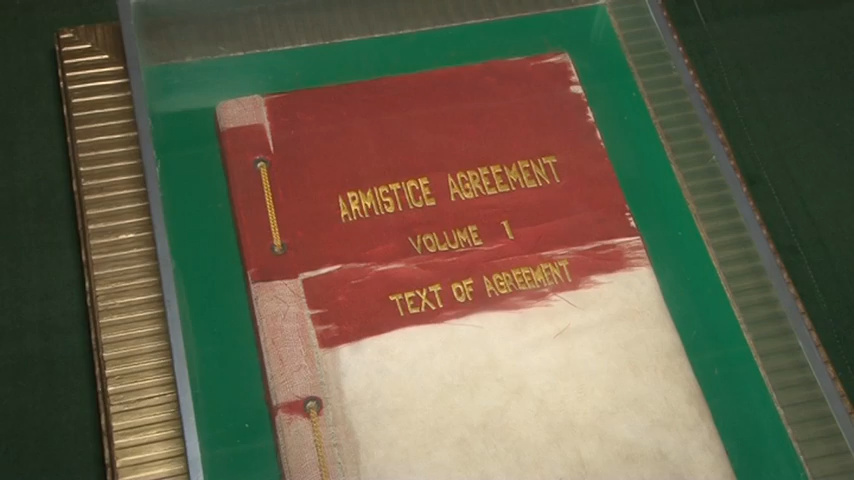 ARMISTICE AGREEMENT
VOLUME 1
TEXT OF AGREEMENT